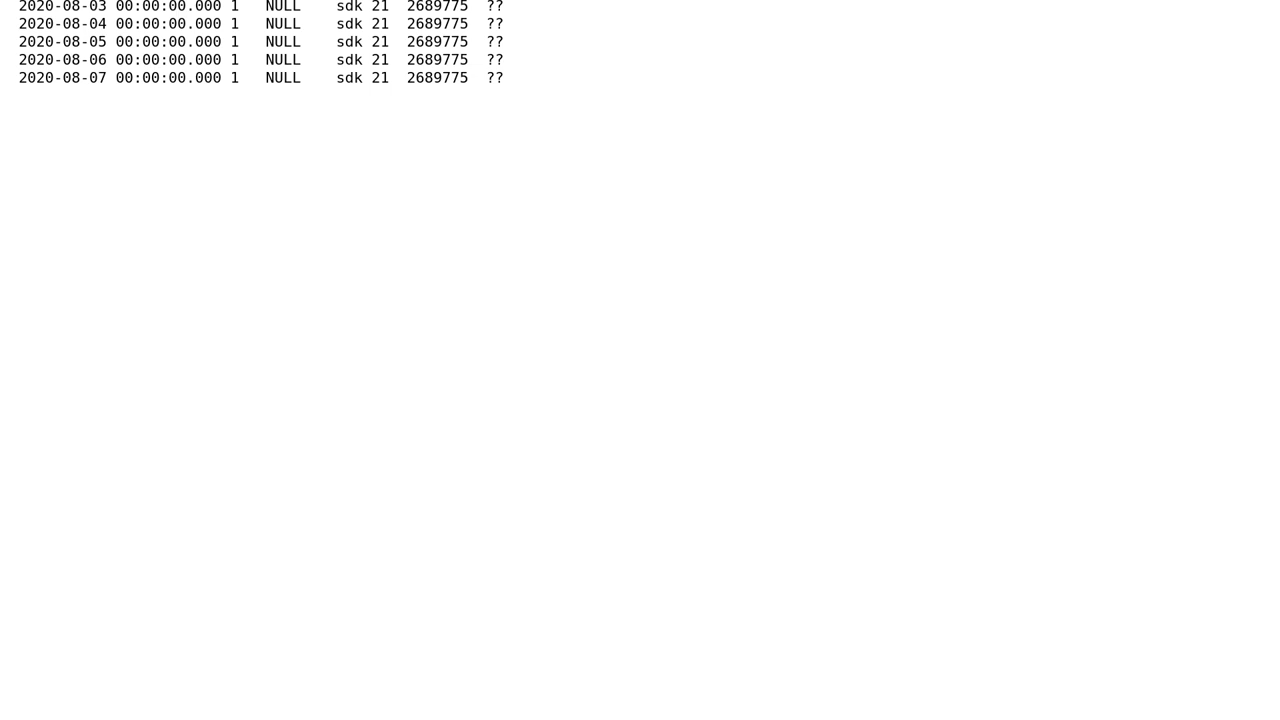 2020-08-03 00:00:00.000 1   NULL    sdk 21  2689775  ??
2020-08-04 00:00:00.000 1   NULL    sdk 21  2689775  ??
2020-08-05 00:00:00.000 1   NULL    sdk 21  2689775  ??
2020-08-06 00:00:00.000 1   NULL    sdk 21  2689775  ??
2020-08-07 00:00:00.000 1   NULL    sdk 21  2689775  ??